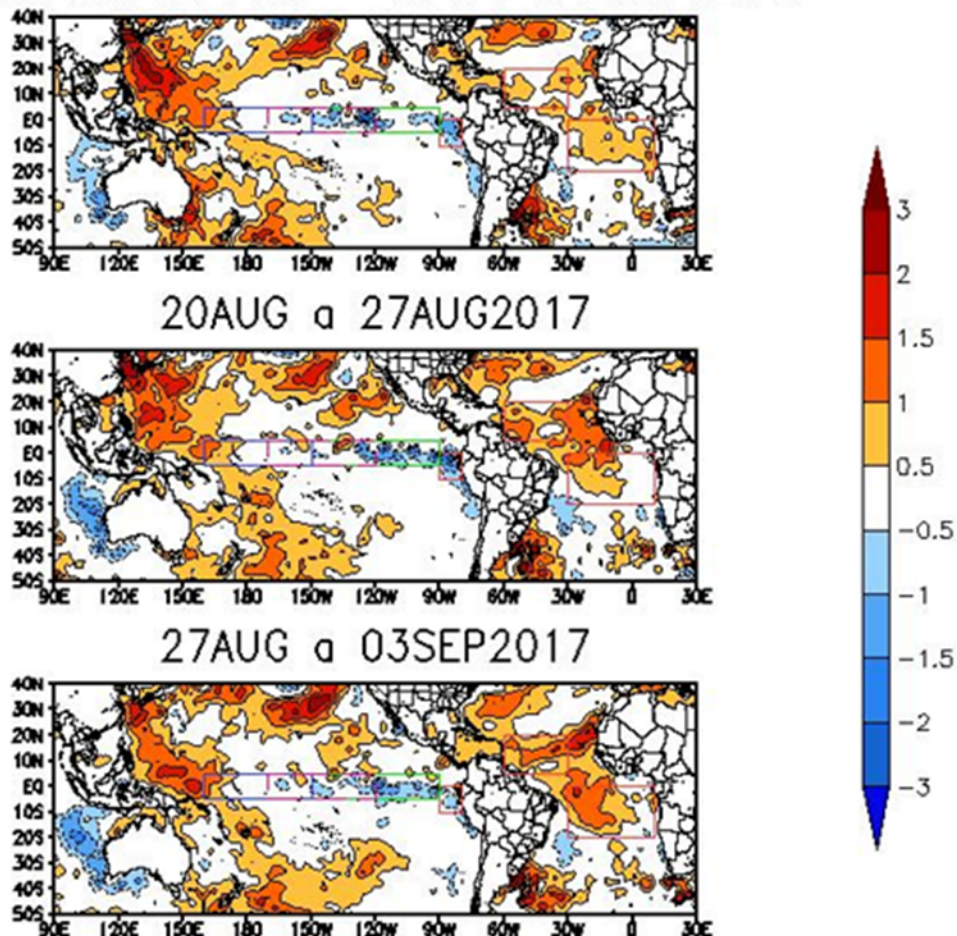 40N
30N
20N
10N
EQ
10S
20S
30S
40S
50S
90E 120E 150E 180 150W 120W 90W 60W 30W 0 30E
20AUG a 27AUG2017
40N
30N
20N
10N
EQ
10S
20S
30S
40S
50S
90E 120E 150E 180 150W 120W 90W 60W 30W 0 30E
27AUG a 03SEP2017
40N
30N
20N
10N
EQ
10S
20S
30S
40S
50S
90E 120E 150E 180 150W 120W 90W 60W 30W 0 30E
3
2
1.5
1
0.5
-0.5
-1
-1.5
-2
-3